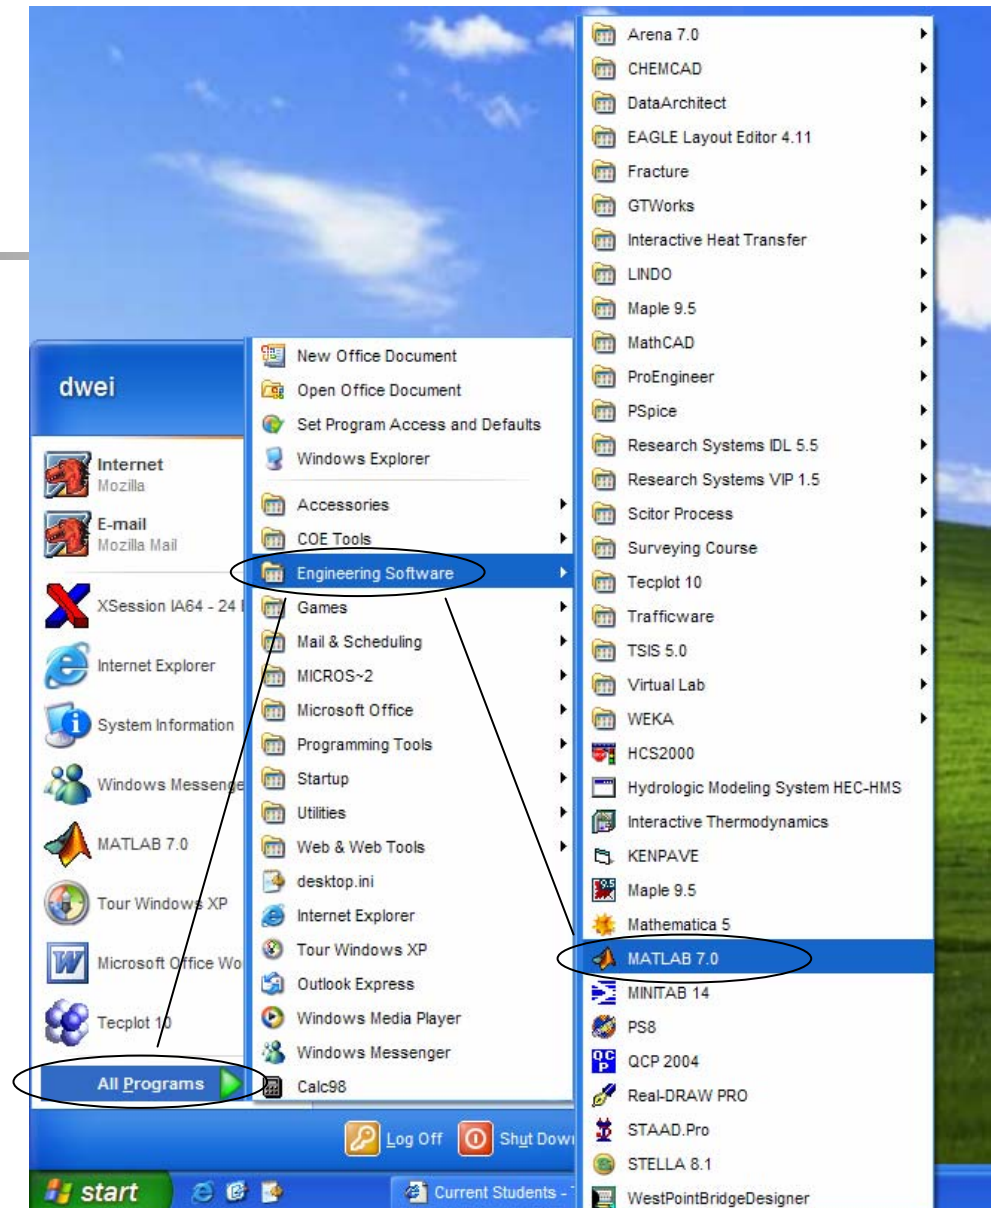 dwei
Internet
Mozilla
E-mail
Mozilla Mail
XSession IA64 - 24
Internet Explorer
System Information
Windows Messenge
MATLAB 7.0
Tour Windows XP
Microsoft Office Wo
Tecplot 10
All Programs
New Office Document
Open Office Document
Set Program Access and Defaults
Windows Explorer
Accessories
COE Tools
Engineering Software
Games
Mail & Scheduling
MICROS~2
Microsoft Office
Programming Tools
Startup
Utilities
Web & Web Tools
desktop.ini
Internet Explorer
Tour Windows XP
Outlook Express
Windows Media Player
Windows Messenger
Calc98
Arena 7.0
CHEMCAD
DataArchitect
EAGLE Layout Editor 4.11
Fracture
GTWorks
Interactive Heat Transfer
LINDO
Maple 9.5
MathCAD
ProEngineer
PSpice
Research Systems IDL 5.5
Research Systems VIP 1.5
Scitor Process
Surveying Course
Tecplot 10
Trafficware
TSIS 5.0
Virtual Lab
WEKA
HCS2000
Hydrologic Modeling System HEC-HMS
Interactive Thermodynamics
KENPAVE
Maple 9.5
Mathematica 5
MATLAB 7.0
MINITAB 14
PS8
QCP 2004
Real-DRAW PRO
STAAD.Pro
STELLA 8.1
WestPointBridgeDesigner
Log Off
Shut Down
start
Current Students -